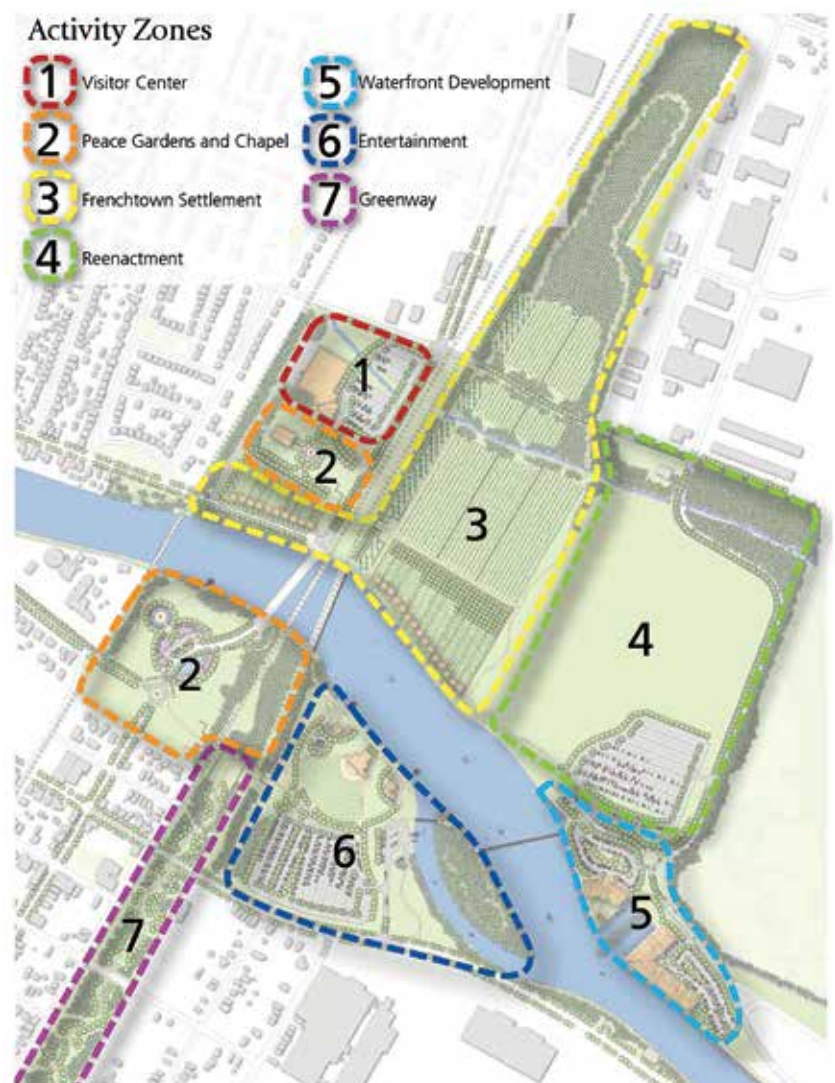 Activity Zones
1 Visitor Center
2 Peace Gardens and Chapel
3 Frenchtown Settlement
4 Reenactment
5 Waterfront Development
6 Entertainment
7 Greenway
1
2
3
2
4
6
5
7